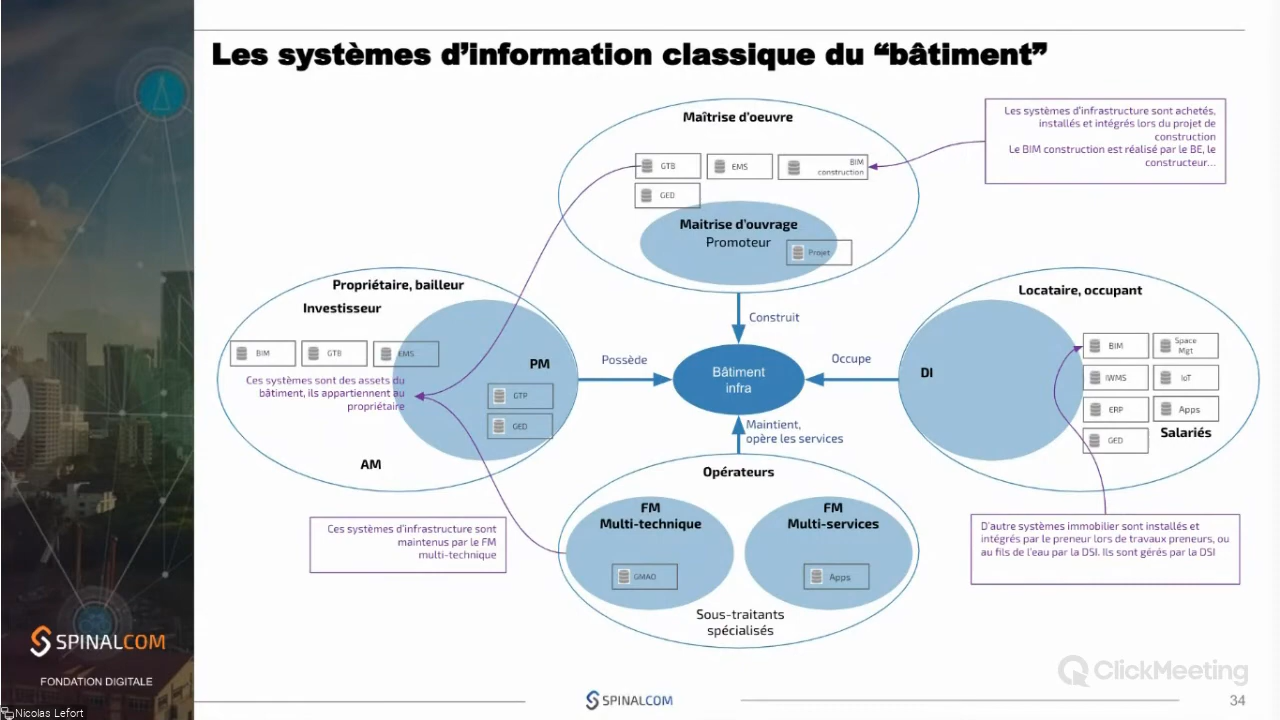 Les systèmes d’information classique du “bâtiment”
Maîtrise d'oeuvre
GTB
EMS
BIM
construction
GED
Maitrise d'ouvrage
Promoteur
Projet
Les systèmes d'infrastructure sont achetés,
installés et intégrés lors du projet de
construction
Le BIM construction est réalisé par le BE, le
constructeur...
Propriétaire, bailleur
Investisseur
BIM
GTB
EMS
Ces systèmes sont des assets du
bâtiment, ils appartiennent au
propriétaire
PM
GTP
GED
AM
Construit
Possède
Bâtiment
infra
Occupe
Maintient,
opère les services
Locataire, occupant
DI
BIM
Space
Mgt
IWMS
IoT
ERP
Apps
GED
Salariés
Opérateurs
FM
Multi-technique
GMAO
FM
Multi-services
Apps
Sous-traitants
spécialisés
Ces systèmes d'infrastructure sont
maintenus par le FM
multi-technique
D'autre systèmes immobilier sont installés et
intégrés par le preneur lors de travaux preneurs, ou
au fils de l'eau par la DSI. Ils sont gérés par la DSI
SPINALCOM
FONDATION DIGITALE
Nicolas Lefort
SPINALCOM
ClickMeeting
34